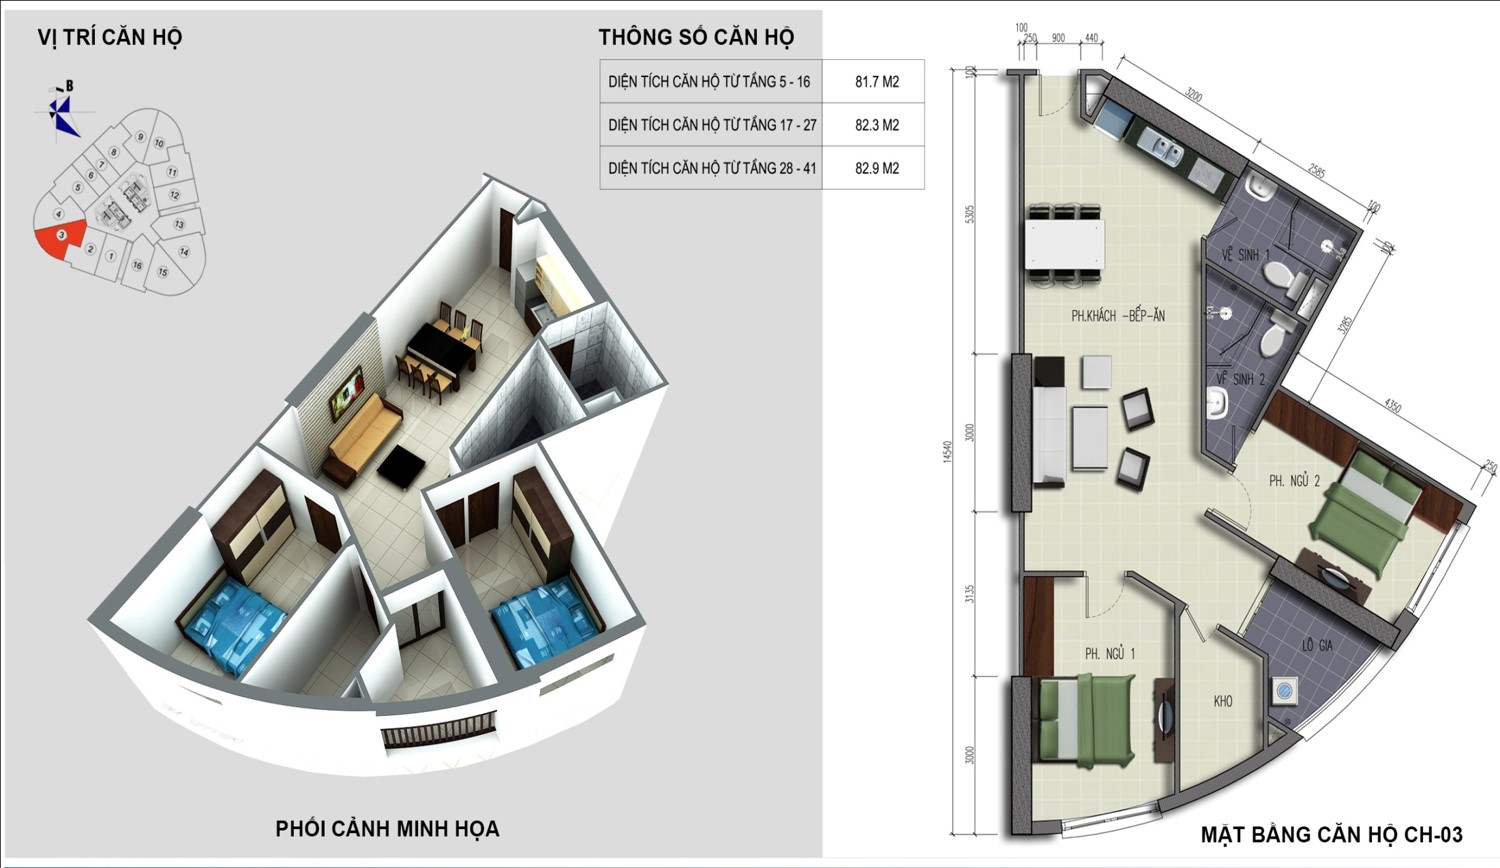 VỊ TRÍ CĂN HỘ
B
9
10
8
7
11
6
5
12
4
13
3
2
14
1
16
15
THÔNG SỐ CĂN HỘ
DIỆN TÍCH CĂN HỘ TỪ TẦNG 5 - 16 81.7 M2
DIỆN TÍCH CĂN HỘ TỪ TẦNG 17 - 27 82.3 M2
DIỆN TÍCH CĂN HỘ TỪ TẦNG 28 - 41 82.9 M2
PHỐI CẢNH MINH HỌA
100
250 900 440
100
3200
2585
100
5305
3285
4350
250
3000
14540
3135
3000
VỆ SINH 1
PH.KHÁCH -BẾP-ĂN
VỆ SINH 2
PH. NGỦ 2
PH. NGỦ 1
LÔ GIA
KHO
MẶT BẰNG CĂN HỘ CH-03